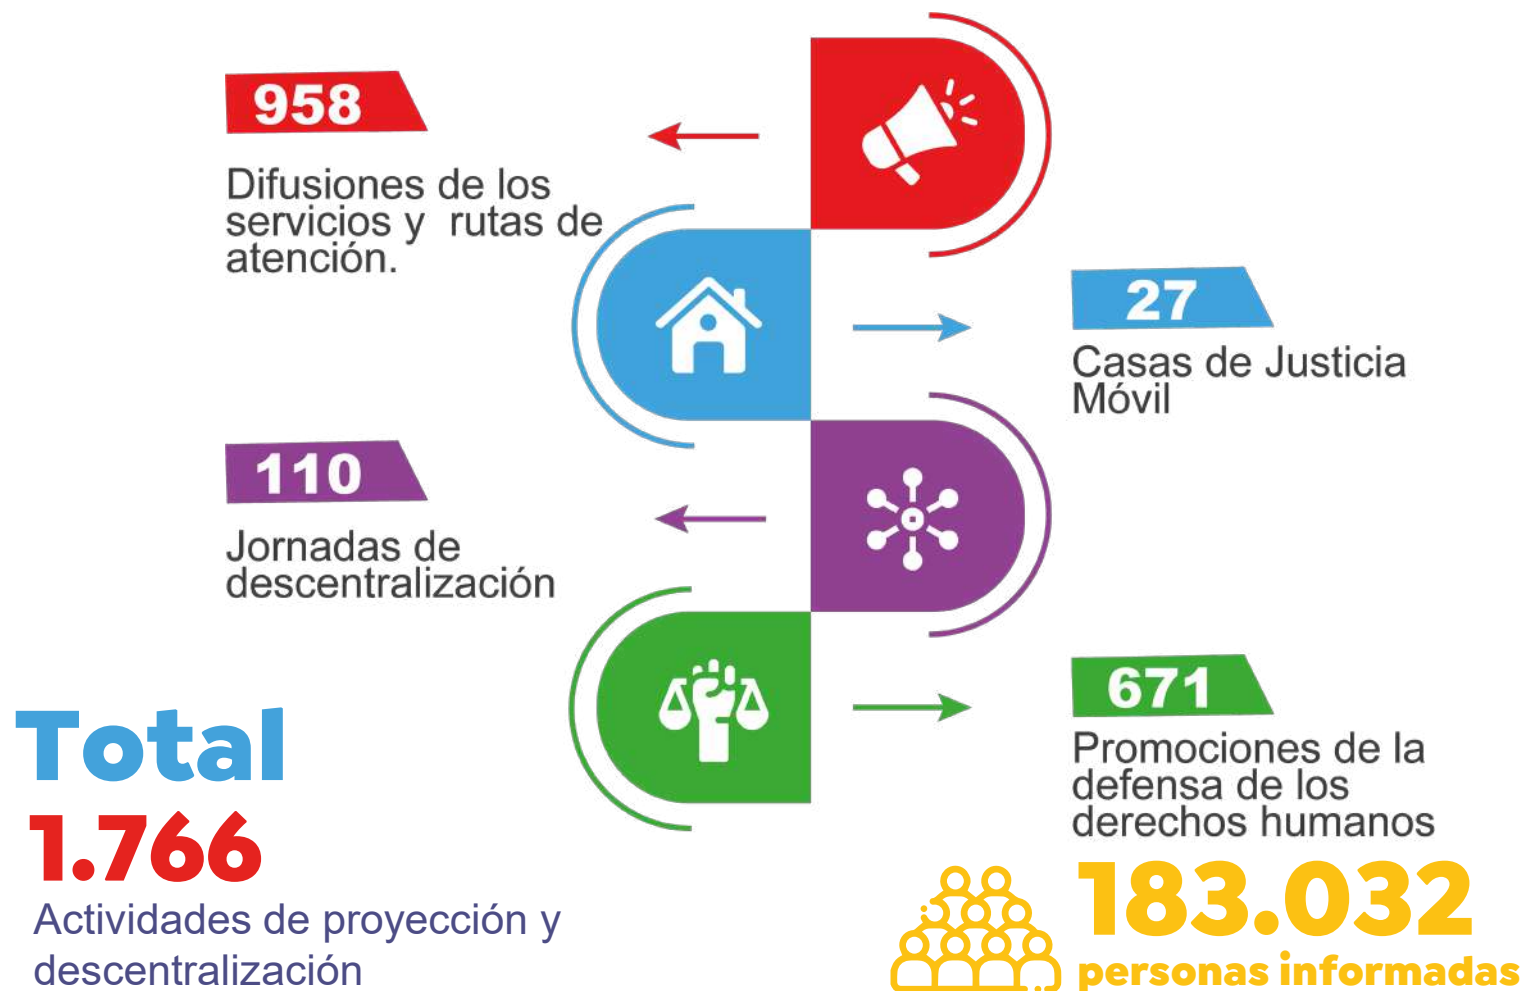 958
Difusiones de los
servicios y  rutas de
atención.
27
Casas de Justicia
Móvil
110
Jornadas de
descentralización
671
Promociones de la
defensa de los
derechos humanos
Total
1.766
Actividades de proyección y
descentralización
183.032
personas informadas